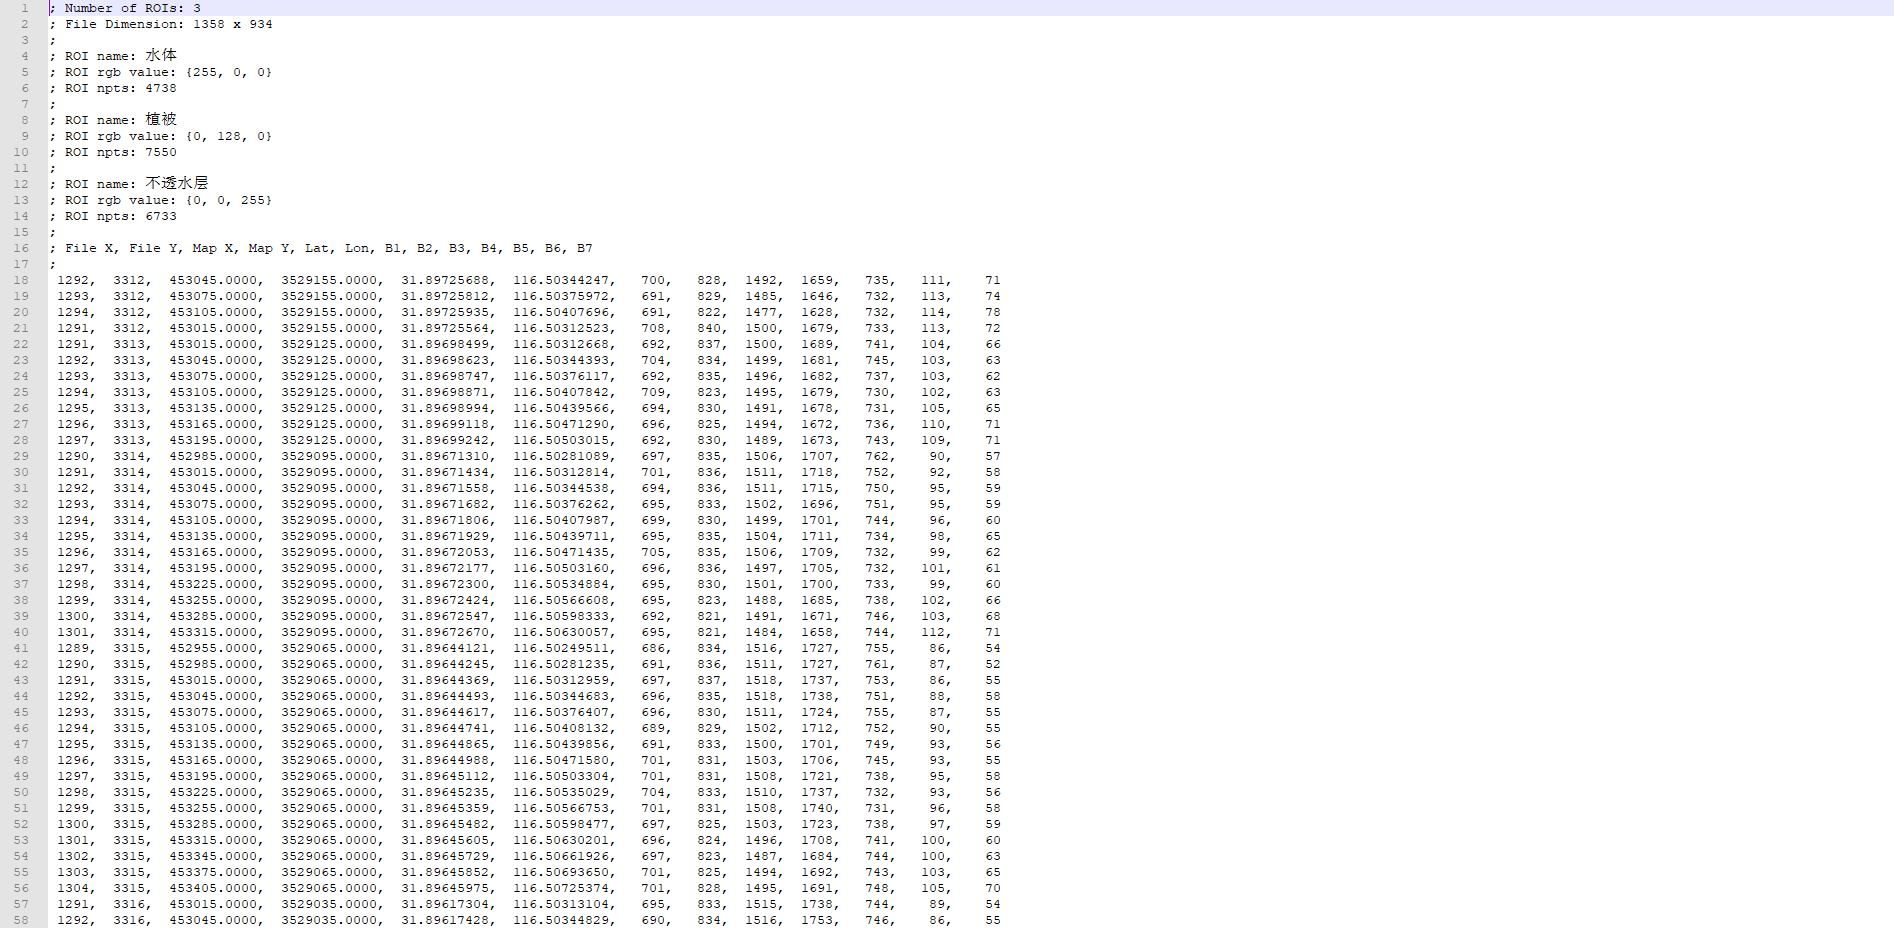 1 ; Number of ROIs: 3
2 ; File Dimension: 1358 x 934
3 ;
4 ; ROI name: 水体
5 ; ROI rgb value: {255, 0, 0}
6 ; ROI npts: 4738
7 ;
8 ; ROI name: 植被
9 ; ROI rgb value: {0, 128, 0}
10 ; ROI npts: 7550
11 ;
12 ; ROI name: 不透水层
13 ; ROI rgb value: {0, 0, 255}
14 ; ROI npts: 6733
15 ;
16 ; File X, File Y, Map X, Map Y, Lat, Lon, B1, B2, B3, B4, B5, B6, B7
17 ;
18 1292, 3312, 453045.0000, 3529155.0000, 31.89725688, 116.50344247, 700, 828, 1492, 1659, 735, 111, 71
19 1293, 3312, 453075.0000, 3529155.0000, 31.89725812, 116.50375972, 691, 829, 1485, 1646, 732, 113, 74
20 1294, 3312, 453105.0000, 3529155.0000, 31.89725935, 116.50407696, 691, 822, 1477, 1628, 732, 114, 78
21 1291, 3312, 453015.0000, 3529155.0000, 31.89725564, 116.50312523, 708, 840, 1500, 1679, 733, 113, 72
22 1291, 3313, 453015.0000, 3529125.0000, 31.89698499, 116.50312668, 692, 837, 1500, 1689, 741, 104, 66
23 1292, 3313, 453045.0000, 3529125.0000, 31.89698623, 116.50344393, 704, 834, 1499, 1681, 745, 103, 63
24 1293, 3313, 453075.0000, 3529125.0000, 31.89698747, 116.50376117, 692, 835, 1496, 1682, 737, 103, 62
25 1294, 3313, 453105.0000, 3529125.0000, 31.89698871, 116.50407842, 709, 823, 1495, 1679, 730, 102, 63
26 1295, 3313, 453135.0000, 3529125.0000, 31.89698994, 116.50439566, 694, 830, 1491, 1678, 731, 105, 65
27 1296, 3313, 453165.0000, 3529125.0000, 31.89699118, 116.50471290, 696, 825, 1494, 1672, 736, 110, 71
28 1297, 3313, 453195.0000, 3529125.0000, 31.89699242, 116.50503015, 692, 830, 1489, 1673, 743, 109, 71
29 1290, 3314, 452985.0000, 3529095.0000, 31.89671310, 116.50281089, 697, 835, 1506, 1707, 762, 90, 57
30 1291, 3314, 453015.0000, 3529095.0000, 31.89671434, 116.50312814, 701, 836, 1511, 1718, 752, 92, 58
31 1292, 3314, 453045.0000, 3529095.0000, 31.89671558, 116.50344538, 694, 836, 1511, 1715, 750, 95, 59
32 1293, 3314, 453075.0000, 3529095.0000, 31.89671682, 116.50376262, 695, 833, 1502, 1696, 751, 95, 59
33 1294, 3314, 453105.0000, 3529095.0000, 31.89671806, 116.50407987, 699, 830, 1499, 1701, 744, 96, 60
34 1295, 3314, 453135.0000, 3529095.0000, 31.89671929, 116.50439711, 695, 835, 1504, 1711, 734, 98, 65
35 1296, 3314, 453165.0000, 3529095.0000, 31.89672053, 116.50471435, 705, 835, 1506, 1709, 732, 99, 62
36 1297, 3314, 453195.0000, 3529095.0000, 31.89672177, 116.50503160, 696, 836, 1497, 1705, 732, 101, 61
37 1298, 3314, 453225.0000, 3529095.0000, 31.89672300, 116.50534884, 695, 830, 1501, 1700, 733, 99, 60
38 1299, 3314, 453255.0000, 3529095.0000, 31.89672424, 116.50566608, 695, 823, 1488, 1685, 738, 102, 66
39 1300, 3314, 453285.0000, 3529095.0000, 31.89672547, 116.50598333, 692, 821, 1491, 1671, 746, 103, 68
40 1301, 3314, 453315.0000, 3529095.0000, 31.89672670, 116.50630057, 695, 821, 1484, 1658, 744, 112, 71
41 1289, 3315, 452955.0000, 3529065.0000, 31.89644121, 116.50249511, 686, 834, 1516, 1727, 755, 86, 54
42 1290, 3315, 452985.0000, 3529065.0000, 31.89644245, 116.50281235, 691, 836, 1511, 1727, 761, 87, 52
43 1291, 3315, 453015.0000, 3529065.0000, 31.89644369, 116.50312959, 697, 837, 1518, 1737, 753, 86, 55
44 1292, 3315, 453045.0000, 3529065.0000, 31.89644493, 116.50344683, 696, 835, 1518, 1738, 751, 88, 58
45 1293, 3315, 453075.0000, 3529065.0000, 31.89644617, 116.50376407, 696, 830, 1511, 1724, 755, 87, 55
46 1294, 3315, 453105.0000, 3529065.0000, 31.89644741, 116.50408132, 689, 829, 1502, 1712, 752, 90, 55
47 1295, 3315, 453135.0000, 3529065.0000, 31.89644865, 116.50439856, 691, 833, 1500, 1701, 749, 93, 56
48 1296, 3315, 453165.0000, 3529065.0000, 31.89644988, 116.50471580, 701, 831, 1503, 1706, 745, 93, 55
49 1297, 3315, 453195.0000, 3529065.0000, 31.89645112, 116.50503304, 701, 831, 1508, 1721, 738, 95, 58
50 1298, 3315, 453225.0000, 3529065.0000, 31.89645235, 116.50535029, 704, 833, 1510, 1737, 732, 93, 56
51 1299, 3315, 453255.0000, 3529065.0000, 31.89645359, 116.50566753, 701, 831, 1508, 1740, 731, 96, 58
52 1300, 3315, 453285.0000, 3529065.0000, 31.89645482, 116.50598477, 697, 825, 1503, 1723, 738, 97, 59
53 1301, 3315, 453315.0000, 3529065.0000, 31.89645605, 116.50630201, 696, 824, 1496, 1708, 741, 100, 60
54 1302, 3315, 453345.0000, 3529065.0000, 31.89645729, 116.50661926, 697, 823, 1487, 1684, 744, 100, 63
55 1303, 3315, 453375.0000, 3529065.0000, 31.89645852, 116.50693650, 701, 825, 1494, 1692, 743, 103, 65
56 1304, 3315, 453405.0000, 3529065.0000, 31.89645975, 116.50725374, 701, 828, 1495, 1691, 748, 105, 70
57 1291, 3316, 453015.0000, 3529035.0000, 31.89617304, 116.50313104, 695, 833, 1515, 1738, 744, 89, 54
58 1292, 3316, 453045.0000, 3529035.0000, 31.89617428, 116.50344829, 690, 834, 1516, 1753, 746, 86, 55